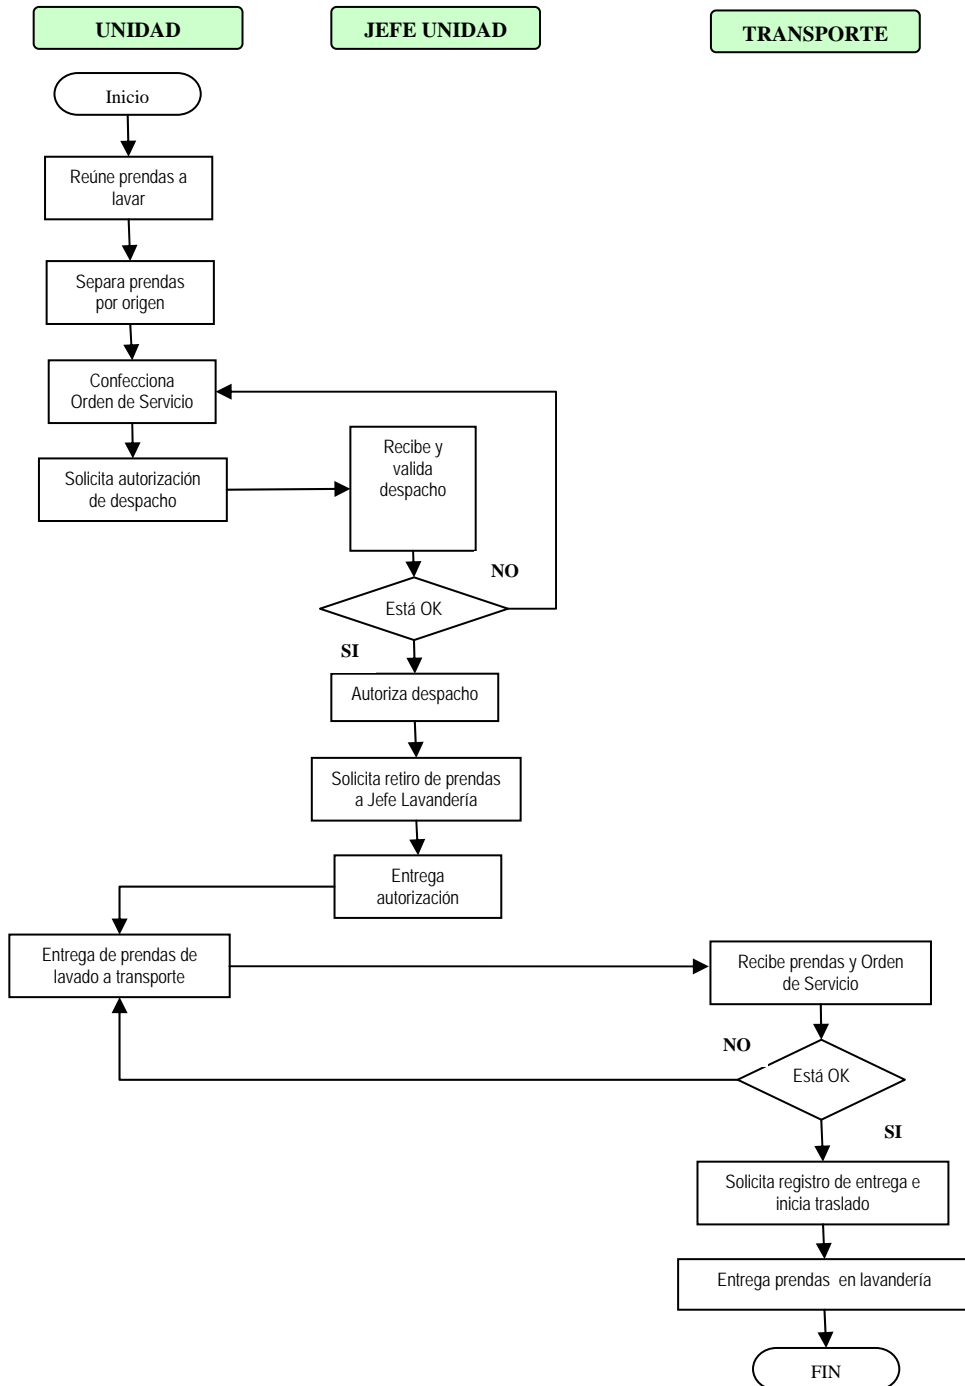 UNIDAD
JEFE UNIDAD
TRANSPORTE
Inicio
Reúne prendas a
lavar
Separa prendas
por origen
Confecciona
Orden de Servicio
Solicita autorización
de despacho
Recibe y
valida
despacho
NO
Está OK
SI
Autoriza despacho
Solicita retiro de prendas
a Jefe Lavandería
Entrega
autorización
Entrega de prendas de
lavado a transporte
Recibe prendas y Orden
de Servicio
NO
Está OK
SI
Solicita registro de entrega e
inicia traslado
Entrega prendas en lavandería
FIN